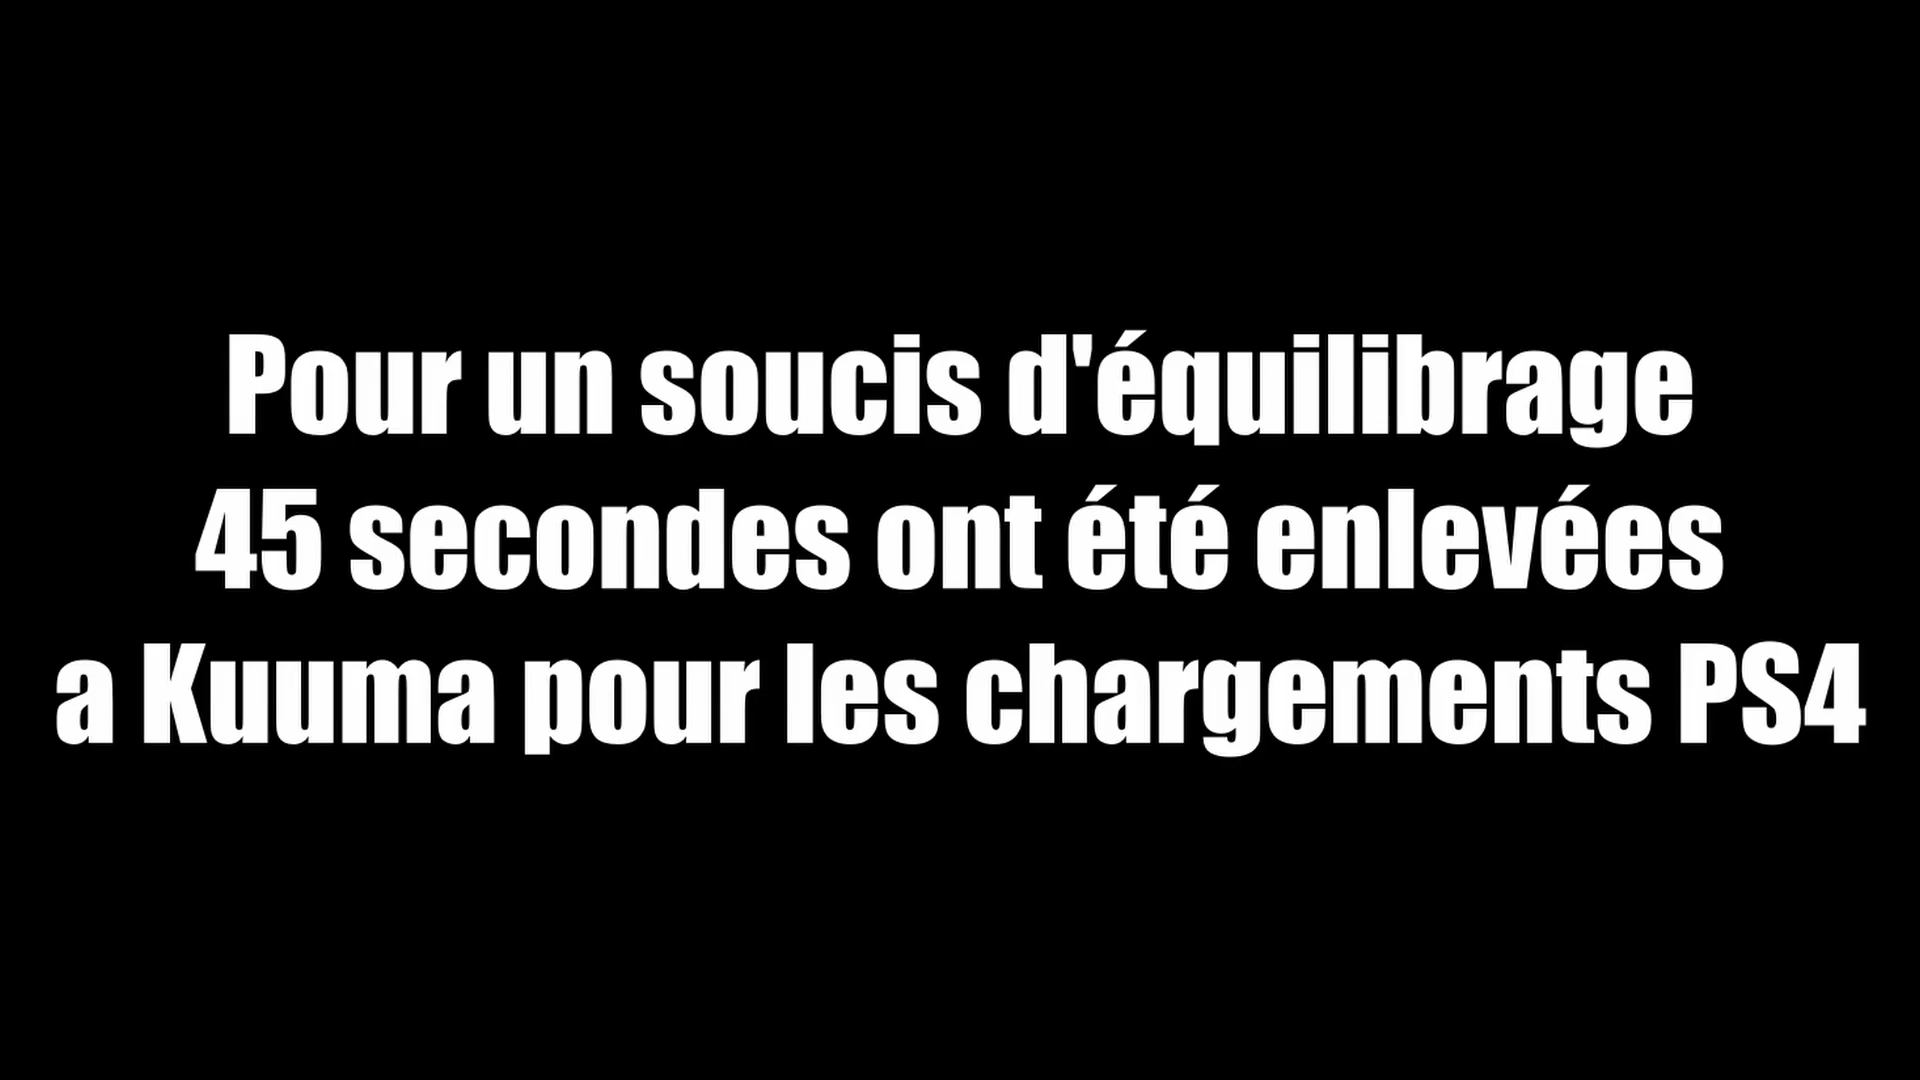 Pour un soucis d'équilibrage
45 secondes ont été enlevées
a Kuuma pour les chargements PS4